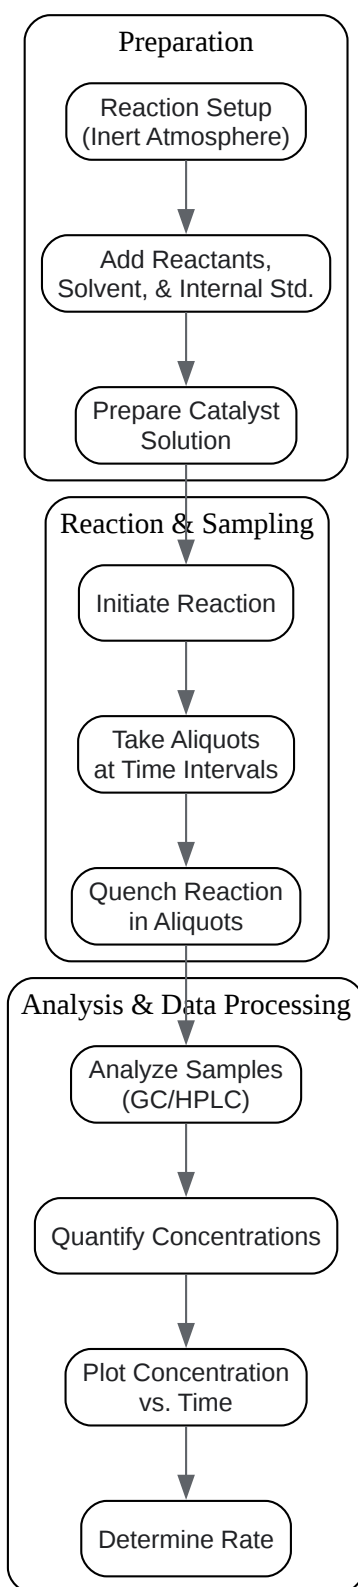 Preparation
Reaction Setup
(Inert Atmosphere)
Add Reactants,
Solvent, & Internal Std.
Prepare Catalyst
Solution
Reaction & Sampling
Initiate Reaction
Take Aliquots
at Time Intervals
Quench Reaction
in Aliquots
Analysis & Data Processing
Analyze Samples
(GC/HPLC)
Quantify Concentrations
Plot Concentration
vs. Time
Determine Rate